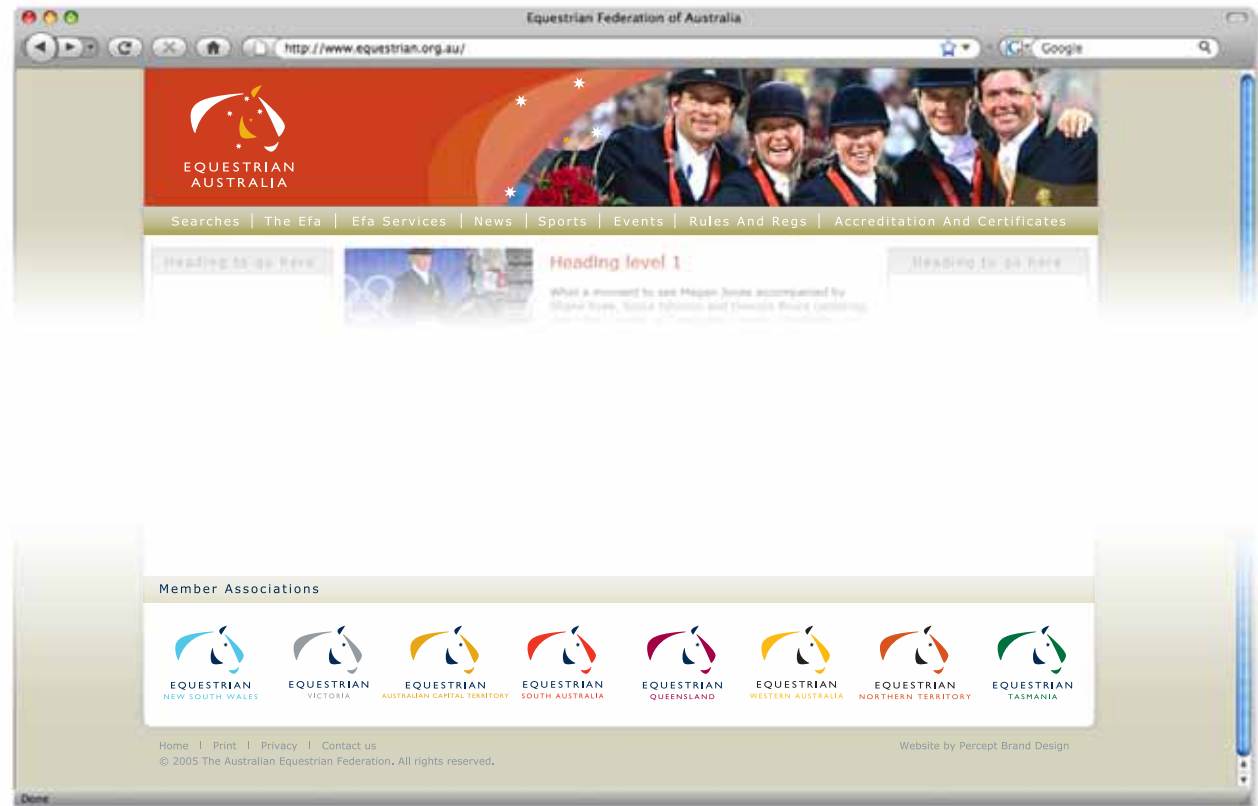 Equestrian Federation of Australia
http://www.equestrian.org.au/
Google
EQUESTRIAN
AUSTRALIA
Searches | The Efa | Efa Services | News | Sports | Events | Rules And Regs | Accreditation And Certificates
Heading to go here
Heading level 1
Heading to go here
What a moment to see Megan Jones accompanied by
Member Associations
EQUESTRIAN
NEW SOUTH WALES
EQUESTRIAN
VICTORIA
EQUESTRIAN
AUSTRALIAN CAPITAL TERRITORY
EQUESTRIAN
SOUTH AUSTRALIA
EQUESTRIAN
QUEENSLAND
EQUESTRIAN
WESTERN AUSTRALIA
EQUESTRIAN
NORTHERN TERRITORY
EQUESTRIAN
TASMANIA
Home | Print | Privacy | Contact us
Website by Percept Brand Design
© 2005 The Australian Equestrian Federation. All rights reserved.
Done